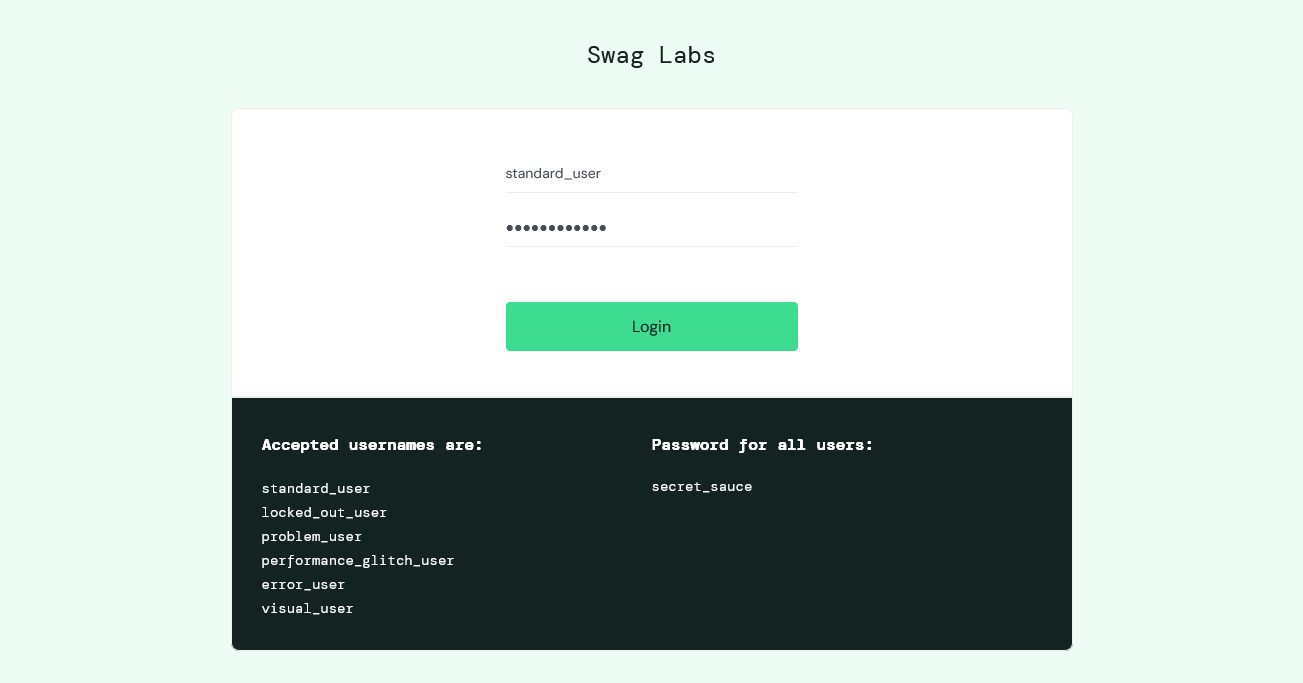 Swag Labs
standard_user
••••••••••••
Login
Accepted usernames are:
standard_user
locked_out_user
problem_user
performance_glitch_user
error_user
visual_user
Password for all users:
secret_sauce